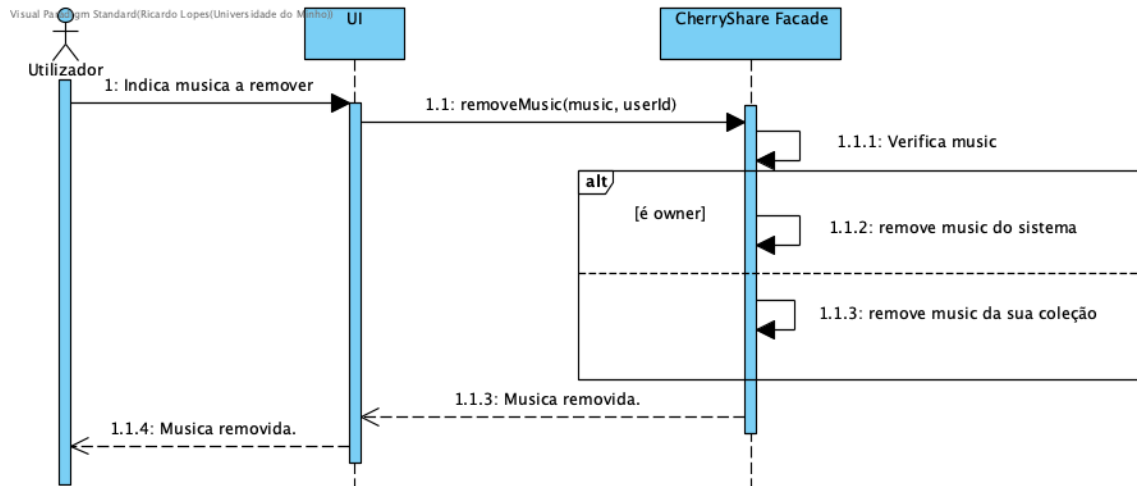 Visual Paradigm Standard(Ricardo Lopes(Universidade do Minho))
UI
CherryShare Facade
Utilizador
1: Indica musica a remover
1.1: removeMusic(music, userId)
1.1.1: Verifica music
alt
[é owner]
1.1.2: remove music do sistema
1.1.3: remove music da sua coleção
1.1.3: Musica removida.
1.1.4: Musica removida.